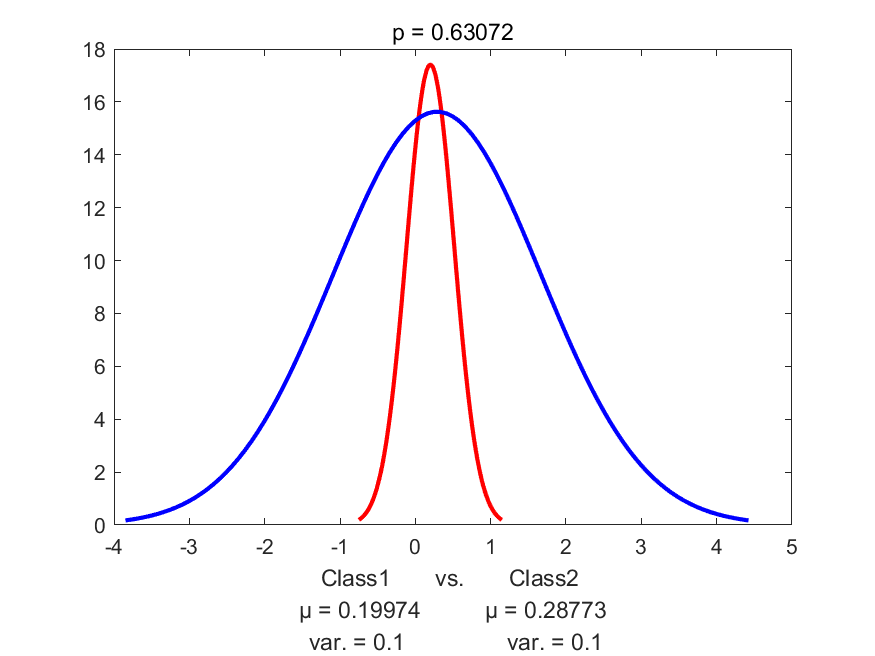 p = 0.63072
18
16
14
12
10
8
6
4
2
0
-4 -3 -2 -1 0 1 2 3 4 5
Class1 vs. Class2
μ = 0.19974 μ = 0.28773
var. = 0.1 var. = 0.1